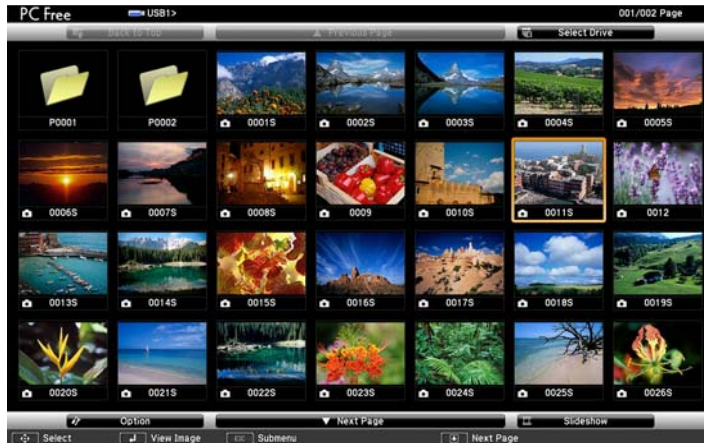 PC Free USB1> 001/002 Page
Back to Top Previous Page Select Drive
P0001 P0002 0001S 0002S 0003S 0004S 0005S
0006S 0007S 0008S 0009 0010S 0011S 0012
0013S 0014S 0015S 0016S 0017S 0018S 0019S
0020S 0021S 0022S 0023S 0024S 0025S 0026S
Option Next Page Slideshow
Select View Image ESC Submenu Next Page